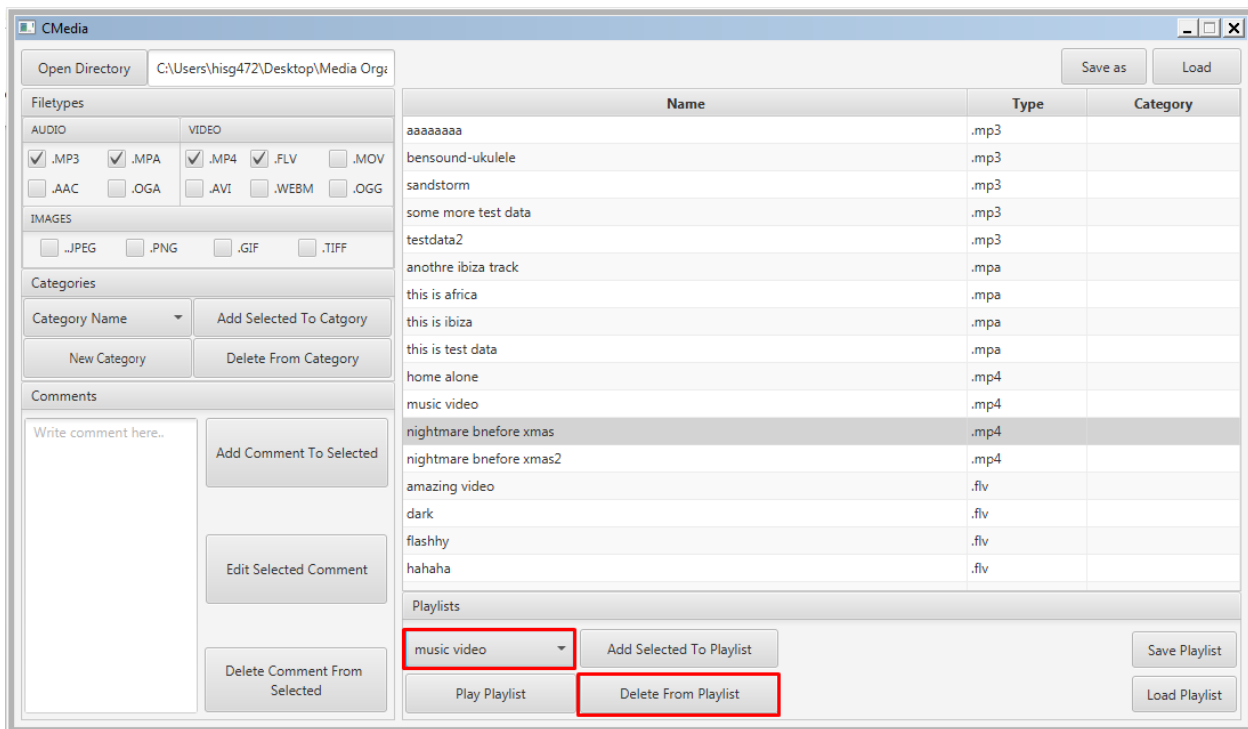 CMedia
Open Directory C:\Users\hisg472\Desktop\Media Orga Save as Load
Filetypes
AUDIO VIDEO
.MP3 .MPA .MP4 .FLV .MOV
.AAC .OGA .AVI .WEBM .OGG
IMAGES
..JPEG .PNG .GIF .TIFF
Categories
Category Name Add Selected To Catgory
New Category Delete From Category
Comments
Write comment here..
Add Comment To Selected
Edit Selected Comment
Delete Comment From
Selected
Name Type Category
aaaaaaaa .mp3
bensound-ukulele .mp3
sandstorm .mp3
some more test data .mp3
testdata2 .mp3
anothre ibiza track .mpa
this is africa .mpa
this is ibiza .mpa
this is test data .mpa
home alone .mp4
music video .mp4
nightmare bnefore xmas .mp4
nightmare bnefore xmas2 .mp4
amazing video .flv
dark .flv
flashhy .flv
hahaha .flv
Playlists
music video Add Selected To Playlist Save Playlist
Play Playlist Delete From Playlist Load Playlist